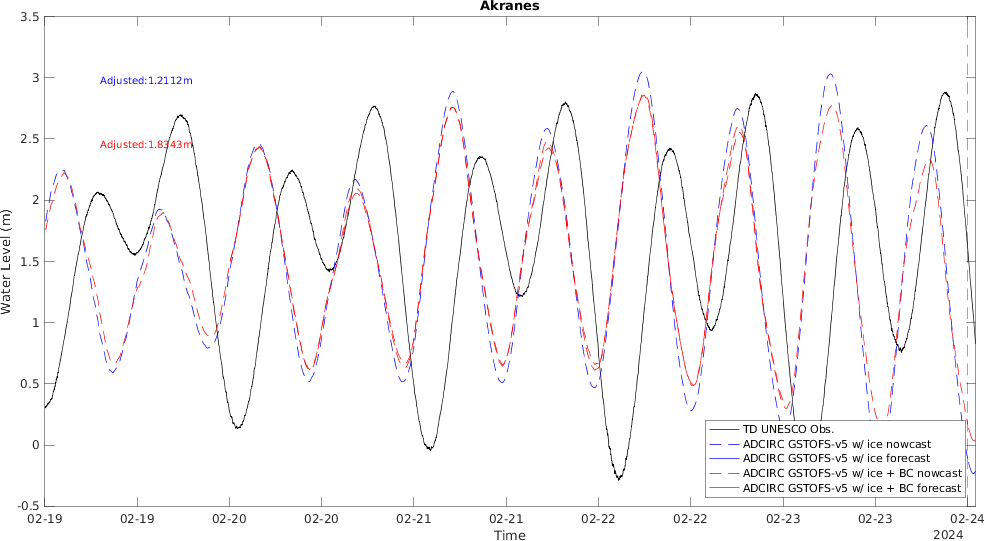 Akranes
3.5
3
2.5
2
1.5
1
0.5
0
-0.5
Water Level (m)
Adjusted:1.2112m
Adjusted:1.8343m
TD UNESCO Obs.
ADCIRC GSTOFS-v5 w/ ice nowcast
ADCIRC GSTOFS-v5 w/ ice forecast
ADCIRC GSTOFS-v5 w/ ice + BC nowcast
ADCIRC GSTOFS-v5 w/ ice + BC forecast
02-19 02-19 02-20 02-20 02-21 02-21 02-22 02-22 02-23 02-23 02-24
Time
2024